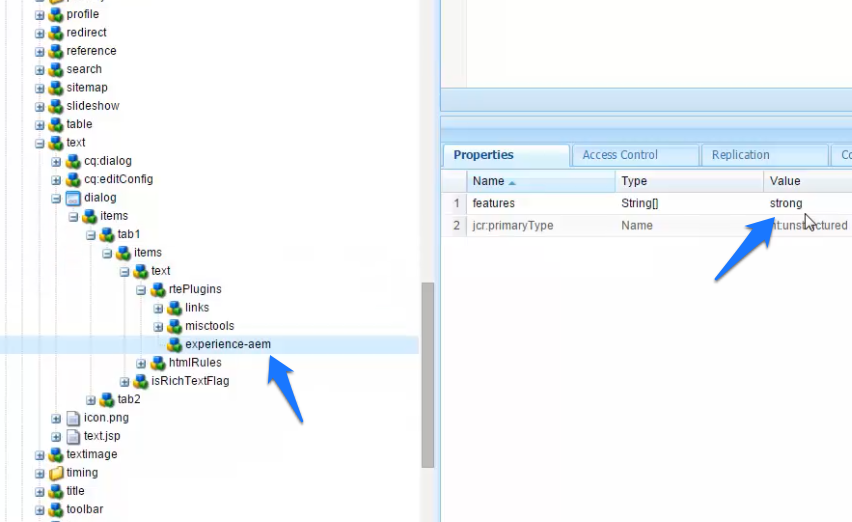 profile
redirect
reference
search
sitemap
slideshow
table
text
cq:dialog
cq:editConfig
dialog
items
tab1
items
text
rtePlugins
links
misctools
experience-aem
htmlRules
isRichTextFlag
tab2
icon.png
text.jsp
textimage
timing
title
toolbar
Properties Access Control Replication Co
Name Type Value
1 features String[] strong
2 jcr:primaryType Name nt:unstructured